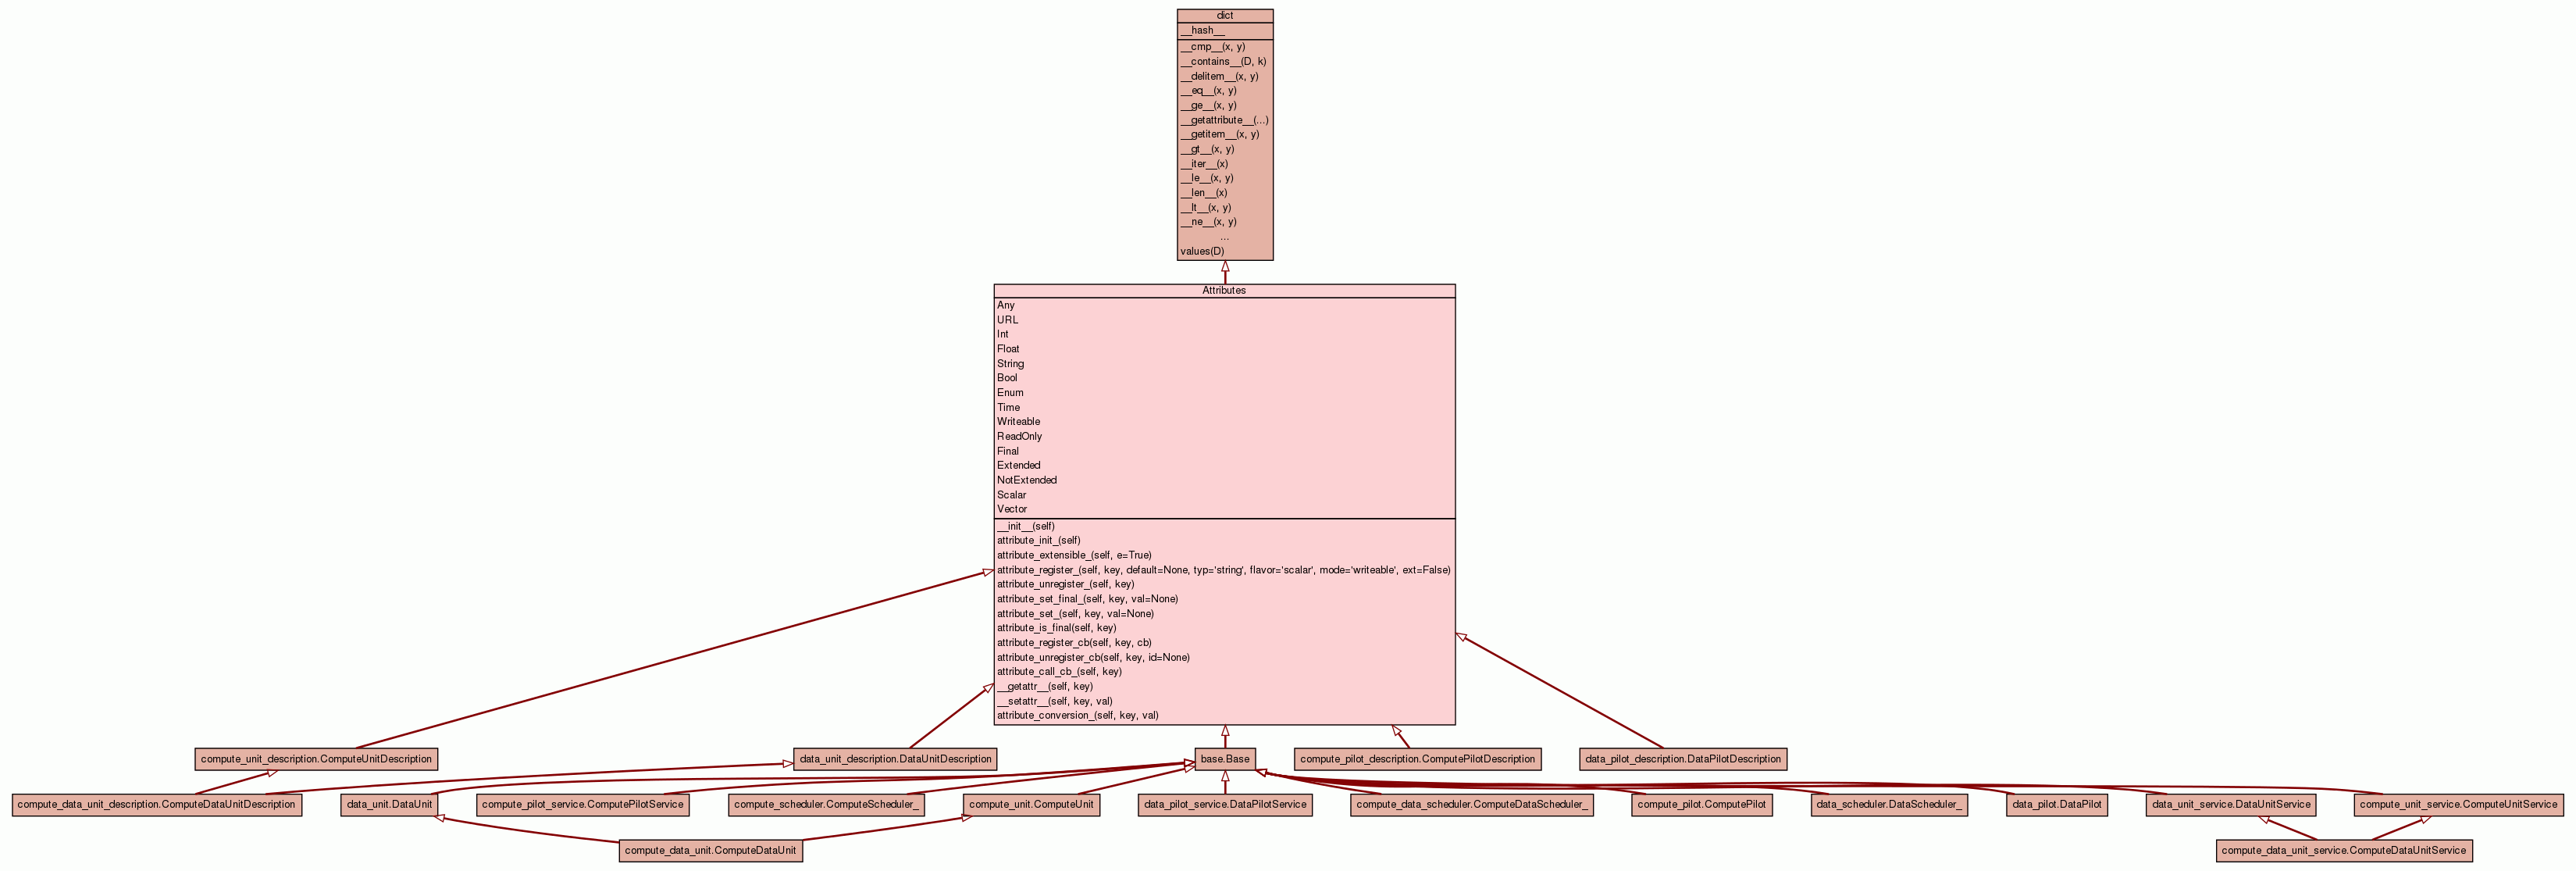 dict
__hash__
__cmp__(x, y)
__contains__(D, k)
__delitem__(x, y)
__eq__(x, y)
__ge__(x, y)
__getattribute__(...)
__getitem__(x, y)
__gt__(x, y)
__iter__(x)
__le__(x, y)
__len__(x)
__lt__(x, y)
__ne__(x, y)
...
values(D)
Attributes
Any
URL
Int
Float
String
Bool
Enum
Time
Writeable
ReadOnly
Final
Extended
NotExtended
Scalar
Vector
__init__(self)
attribute_init_(self)
attribute_extensible_(self, e=True)
attribute_register_(self, key, default=None, typ='string', flavor='scalar', mode='writeable', ext=False)
attribute_unregister_(self, key)
attribute_set_final_(self, key, val=None)
attribute_set_(self, key, val=None)
attribute_is_final(self, key)
attribute_register_cb(self, key, cb)
attribute_unregister_cb(self, key, id=None)
attribute_call_cb_(self, key)
__getattr__(self, key)
__setattr__(self, key, val)
attribute_conversion_(self, key, val)
compute_unit_description.ComputeUnitDescription
data_unit_description.DataUnitDescription
base.Base
compute_pilot_description.ComputePilotDescription
data_pilot_description.DataPilotDescription
compute_data_unit_description.ComputeDataUnitDescription
data_unit.DataUnit
compute_pilot_service.ComputePilotService
compute_scheduler.ComputeScheduler_
compute_unit.ComputeUnit
data_pilot_service.DataPilotService
compute_data_scheduler.ComputeDataScheduler_
compute_pilot.ComputePilot
data_scheduler.DataScheduler_
data_pilot.DataPilot
data_unit_service.DataUnitService
compute_unit_service.ComputeUnitService
compute_data_unit.ComputeDataUnit
compute_data_unit_service.ComputeDataUnitService